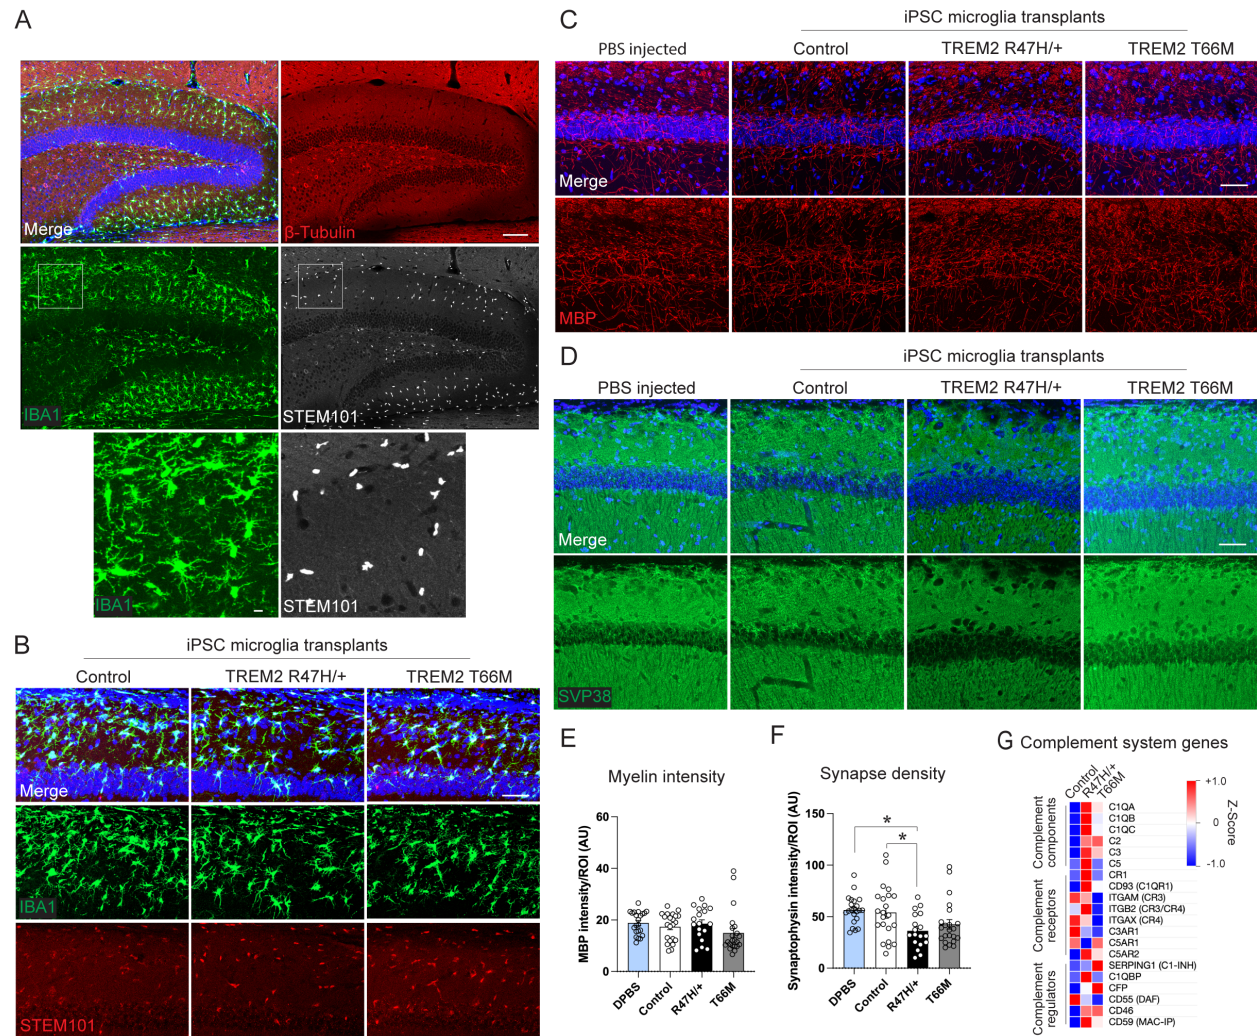 A
Merge
β-Tubulin
IBA1
STEM101
IBA1
STEM101
B
iPSC microglia transplants
Control
TREM2 R47H/+
TREM2 T66M
Merge
IBA1
STEM101
C
iPSC microglia transplants
PBS injected
Control
TREM2 R47H/+
TREM2 T66M
Merge
MBP
D
iPSC microglia transplants
PBS injected
Control
TREM2 R47H/+
TREM2 T66M
Merge
SVP38
E
Myelin intensity
MBP intensity/ROI (AU)
60
40
20
0
DPBS
Control
R47H/+
T66M
F
Synapse density
Synaptophysin intensity/ROI (AU)
150
100
50
0
*
*
DPBS
Control
R47H/+
T66M
G Complement system genes
Control
R47H/+
T66M
+1.0
-1.0
Z-Score
Complement
components
C1QA
C1QB
C1QC
C2
C3
C5
CR1
Complement
receptors
CD93 (C1QR1)
ITGAM (CR3)
ITGB2 (CR3/CR4)
ITGAX (CR4)
C3AR1
C5AR1
C5AR2
Complement
regulators
SERPING1 (C1-INH)
C1QBP
CFP
CD55 (DAF)
CD46
CD59 (MAC-IP)